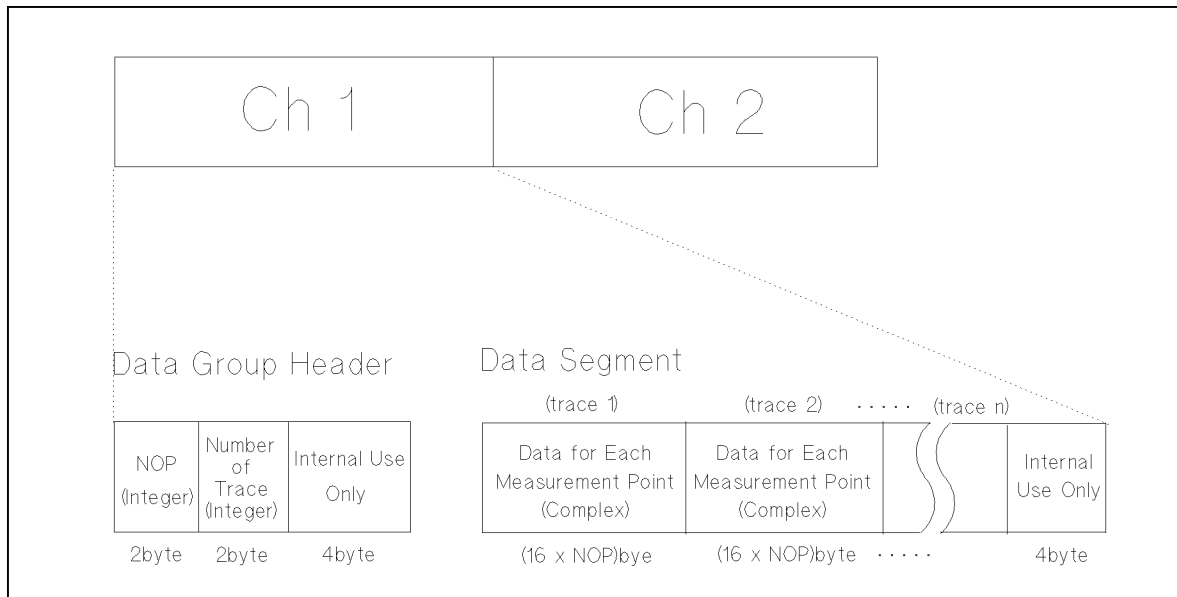 Ch 1
Ch 2
Data Group Header
Data Segment
(trace 1)
(trace 2)
. . . . .
(trace n)
NOP
(Integer)
Number
of
Trace
(Integer)
Internal Use
Only
Data for Each
Measurement Point
(Complex)
Data for Each
Measurement Point
(Complex)
Internal
Use Only
2byte
2byte
4byte
(16 x NOP)bye
(16 x NOP)byte
. . . . .
4byte